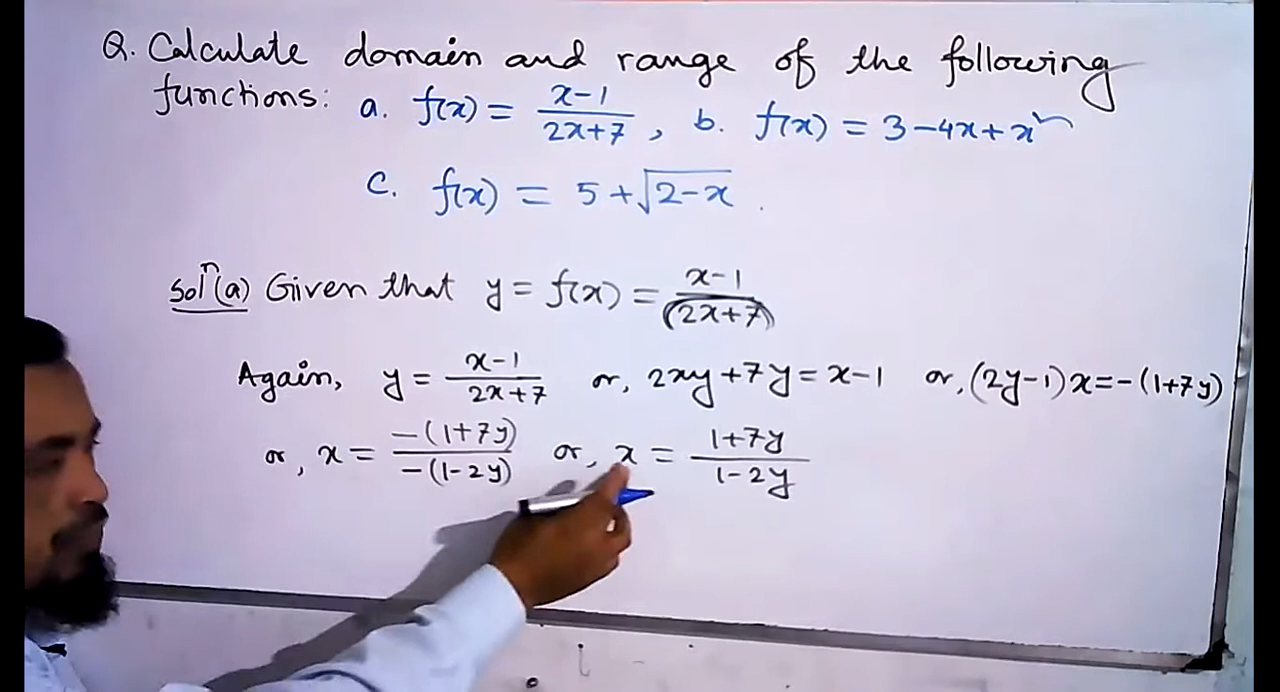 Q. Calculate domain and range of the following
functions: a. f(x) = x-1/2x+7, b. f(x) = 3-4x+x²
c. f(x) = 5+√2-x.
Solⁿ(a) Given that y = f(x) = x-1/(2x+7)
Again, y = x-1/2x+7 or, 2xy+7y = x-1 or, (2y-1)x = -(1+7y)
or, x = -(1+7y)/-(1-2y) or, x = 1+7y/1-2y